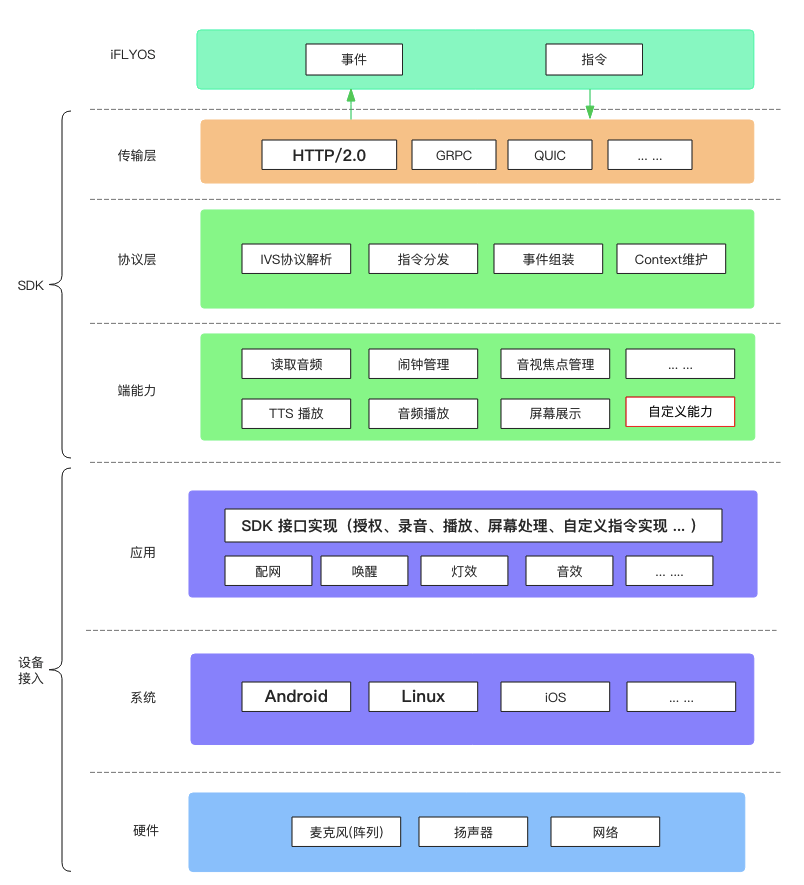 iFLYOS
事件
指令
传输层
HTTP/2.0
GRPC
QUIC
... ...
协议层
IVS协议解析
指令分发
事件组装
Context维护
SDK
端能力
读取音频
闹钟管理
音视焦点管理
... ...
TTS 播放
音频播放
屏幕展示
自定义能力
应用
SDK 接口实现（授权、录音、播放、屏幕处理、自定义指令实现 ... ）
配网
唤醒
灯效
音效
... ....
设备
接入
系统
Android
Linux
iOS
... ...
硬件
麦克风(阵列)
扬声器
网络